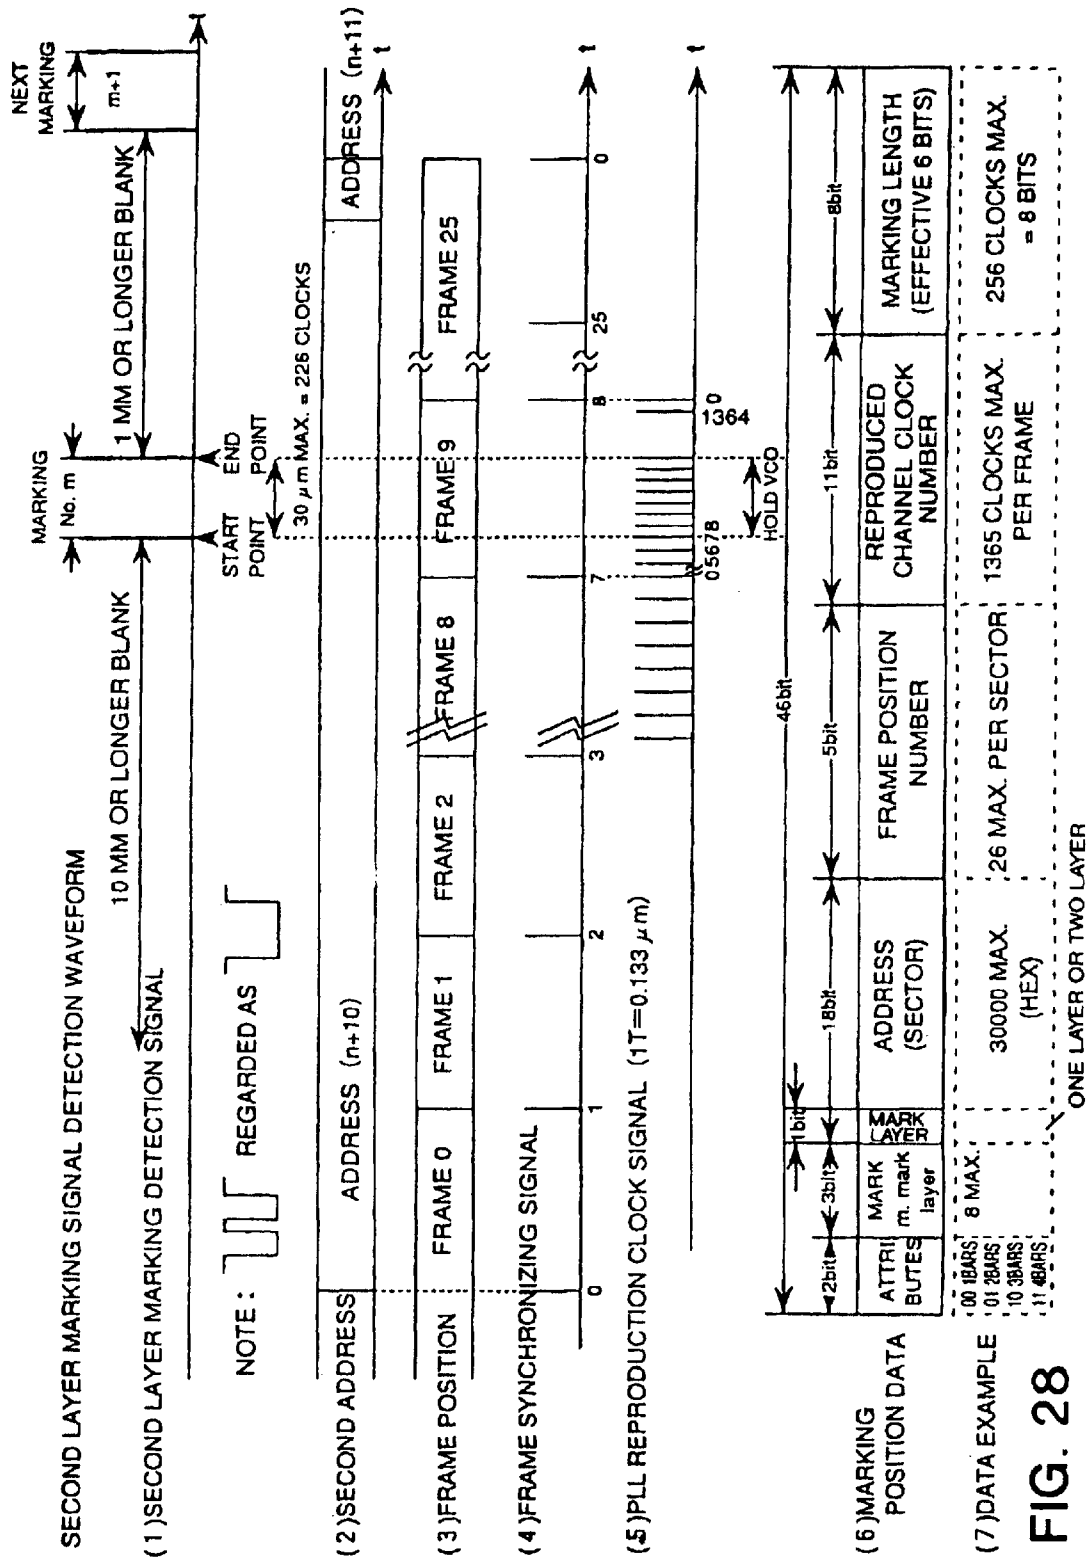 SECOND LAYER MARKING SIGNAL DETECTION WAVEFORM
MARKING
No. m
NEXT
MARKING
m+1
10 MM OR LONGER BLANK
1 MM OR LONGER BLANK
(1)SECOND LAYER MARKING DETECTION SIGNAL
t
START
POINT
END
POINT
NOTE : REGARDED AS
30 μm MAX. = 226 CLOCKS
(2)SECOND ADDRESS
ADDRESS (n+10)
ADDRESS (n+11)
t
(3)FRAME POSITION
FRAME 0
FRAME 1
FRAME 2
FRAME 8
FRAME 9
FRAME 25
(4)FRAME SYNCHRONIZING SIGNAL
0 1 2 3 7 8 25 0
t
(5)PLL REPRODUCTION CLOCK SIGNAL (1T=0.133 μm)
05678
1364
0
t
HOLD VCO
46bit
2bit 3bit 1bit 18bit 5bit 11bit 8bit
(6)MARKING
POSITION DATA
ATTRI
BUTES
MARK
m. mark
layer
MARK
LAYER
ADDRESS
(SECTOR)
FRAME POSITION
NUMBER
REPRODUCED
CHANNEL CLOCK
NUMBER
MARKING LENGTH
(EFFECTIVE 6 BITS)
(7)DATA EXAMPLE
00 1BARS
01 2BARS
10 3BARS
11 4BARS
8 MAX.
30000 MAX.
(HEX)
26 MAX. PER SECTOR
1365 CLOCKS MAX.
PER FRAME
256 CLOCKS MAX.
= 8 BITS
ONE LAYER OR TWO LAYER
FIG. 28